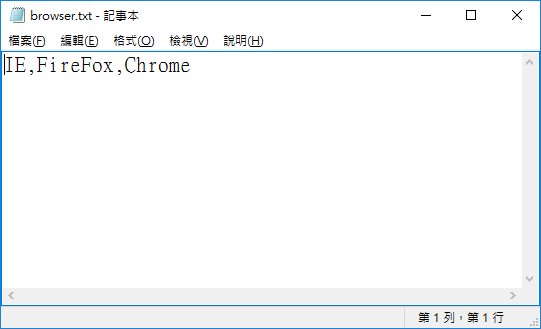 browser.txt - 記事本
檔案(F) 編輯(E) 格式(O) 檢視(V) 說明(H)
IE,FireFox,Chrome
第 1 列，第 1 行